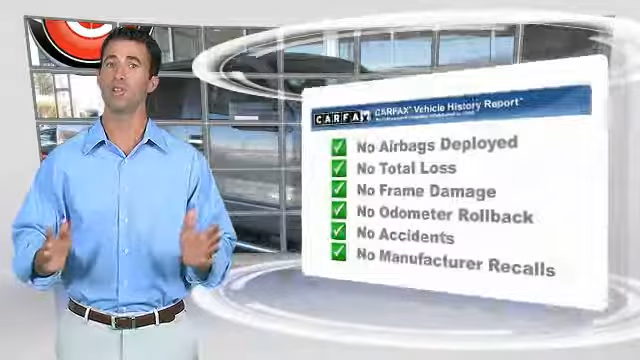 CARFAX CARFAX™ Vehicle History Report™
No Airbags Deployed
No Total Loss
No Frame Damage
No Odometer Rollback
No Accidents
No Manufacturer Recalls